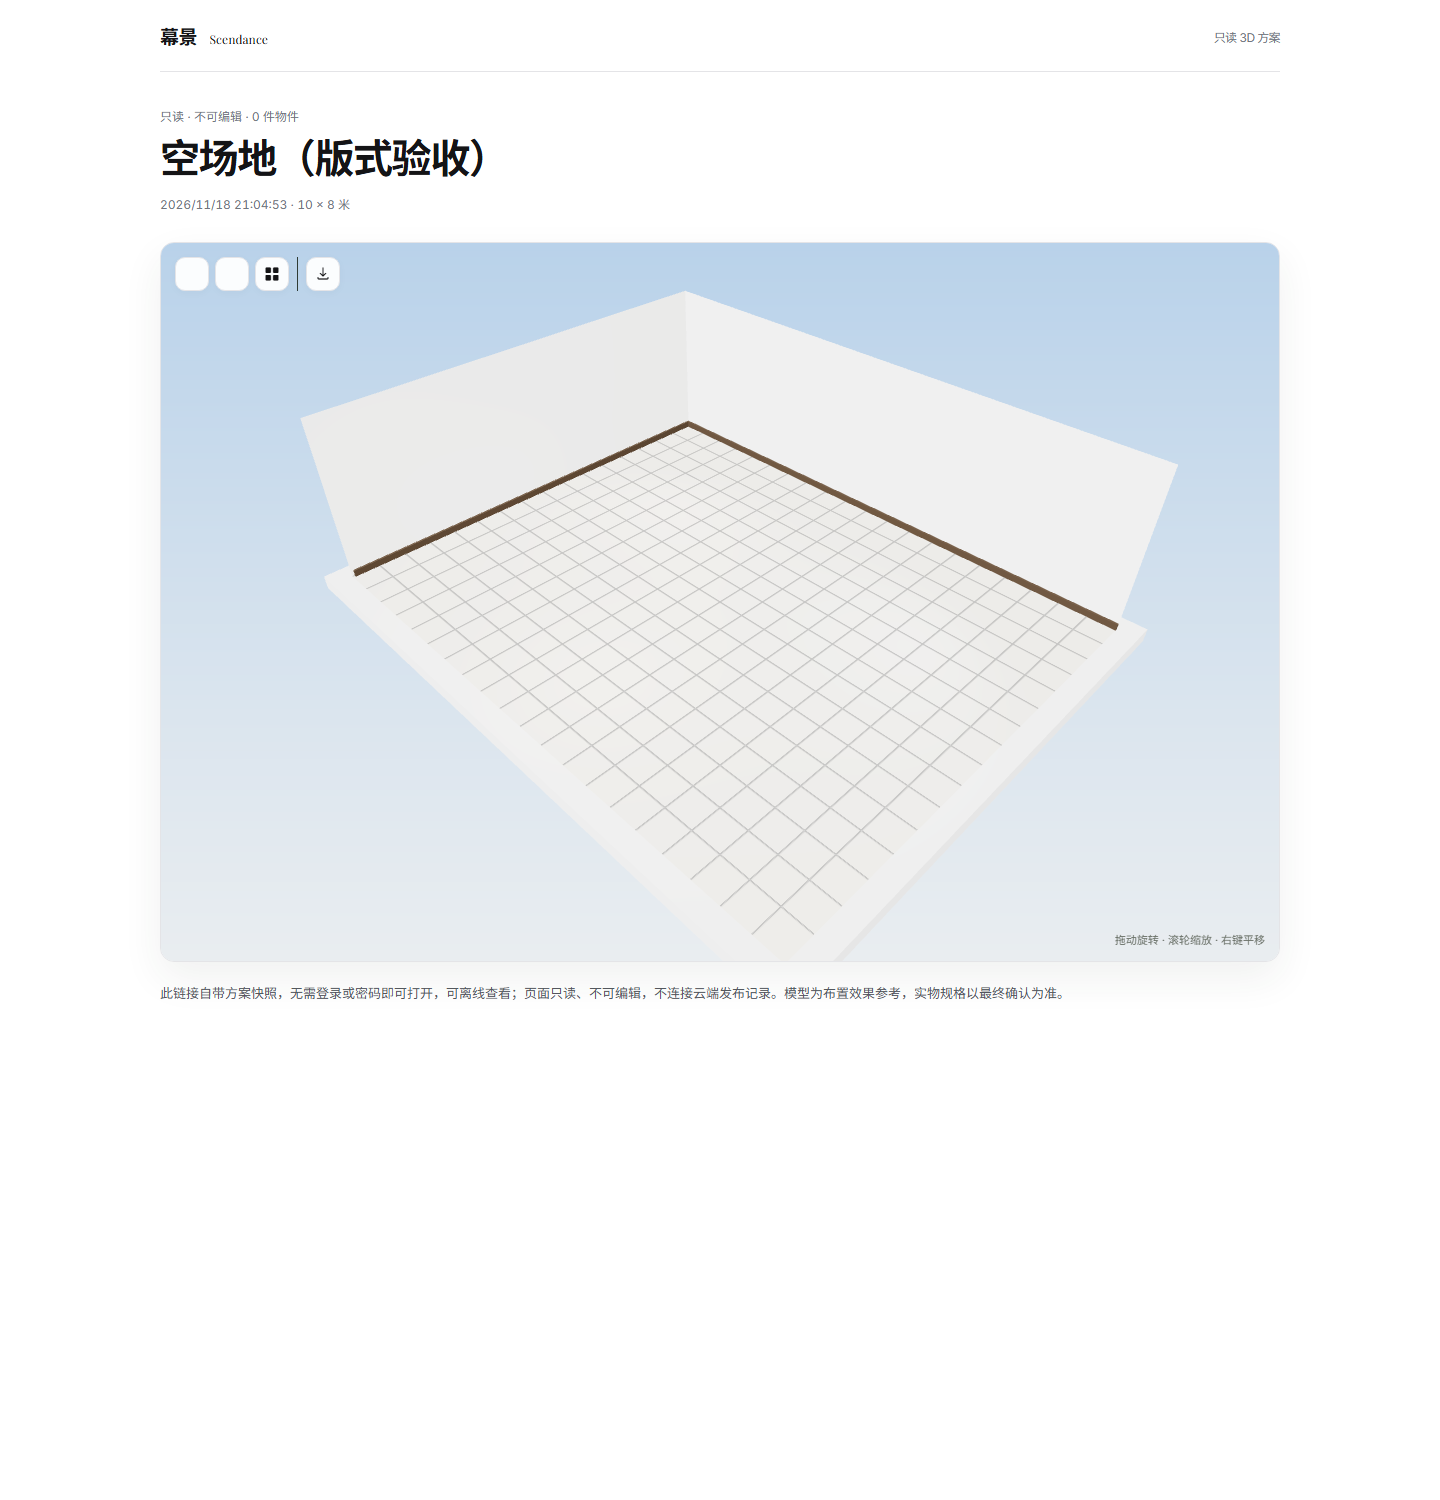 幕景 Scendance
只读 3D 方案
只读 · 不可编辑 · 0 件物件
空场地（版式验收）
2026/11/18 21:04:53 · 10 × 8 米
拖动旋转 · 滚轮缩放 · 右键平移
此链接自带方案快照，无需登录或密码即可打开，可离线查看；页面只读、不可编辑，不连接云端发布记录。模型为布置效果参考，实物规格以最终确认为准。